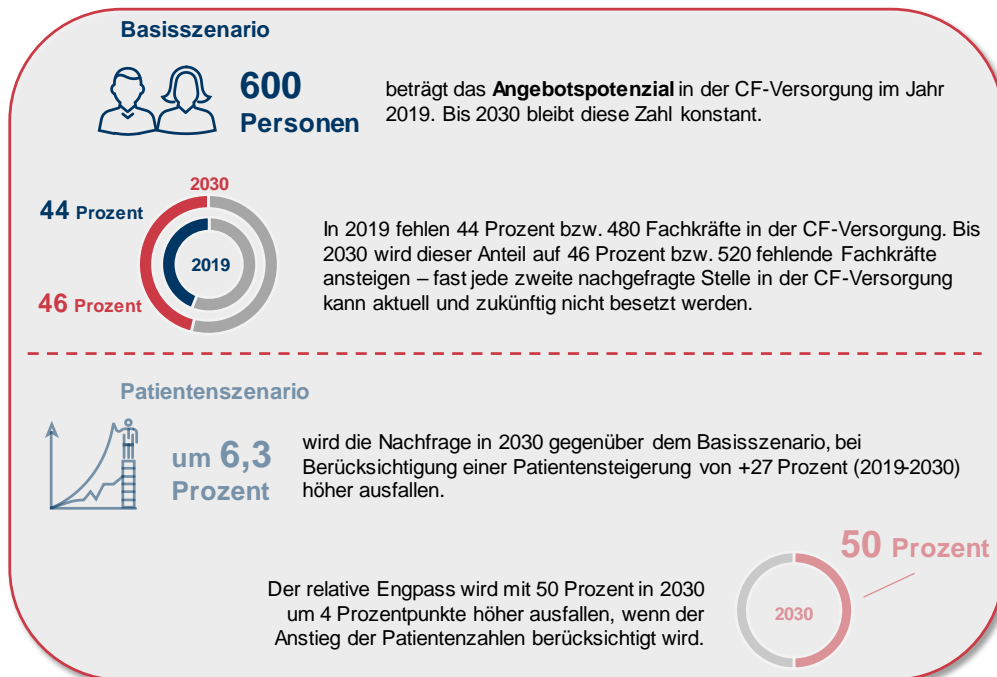 Basisszenario
600
Personen
beträgt das Angebotspotenzial in der CF-Versorgung im Jahr
2019. Bis 2030 bleibt diese Zahl konstant.
2030
44 Prozent
2019
46 Prozent
In 2019 fehlen 44 Prozent bzw. 480 Fachkräfte in der CF-Versorgung. Bis
2030 wird dieser Anteil auf 46 Prozent bzw. 520 fehlende Fachkräfte
ansteigen – fast jede zweite nachgefragte Stelle in der CF-Versorgung
kann aktuell und zukünftig nicht besetzt werden.
Patientenszenario
um 6,3
Prozent
wird die Nachfrage in 2030 gegenüber dem Basisszenario, bei
Berücksichtigung einer Patientensteigerung von +27 Prozent (2019-2030)
höher ausfallen.
50 Prozent
Der relative Engpass wird mit 50 Prozent in 2030
um 4 Prozentpunkte höher ausfallen, wenn der
Anstieg der Patientenzahlen berücksichtigt wird.
2030